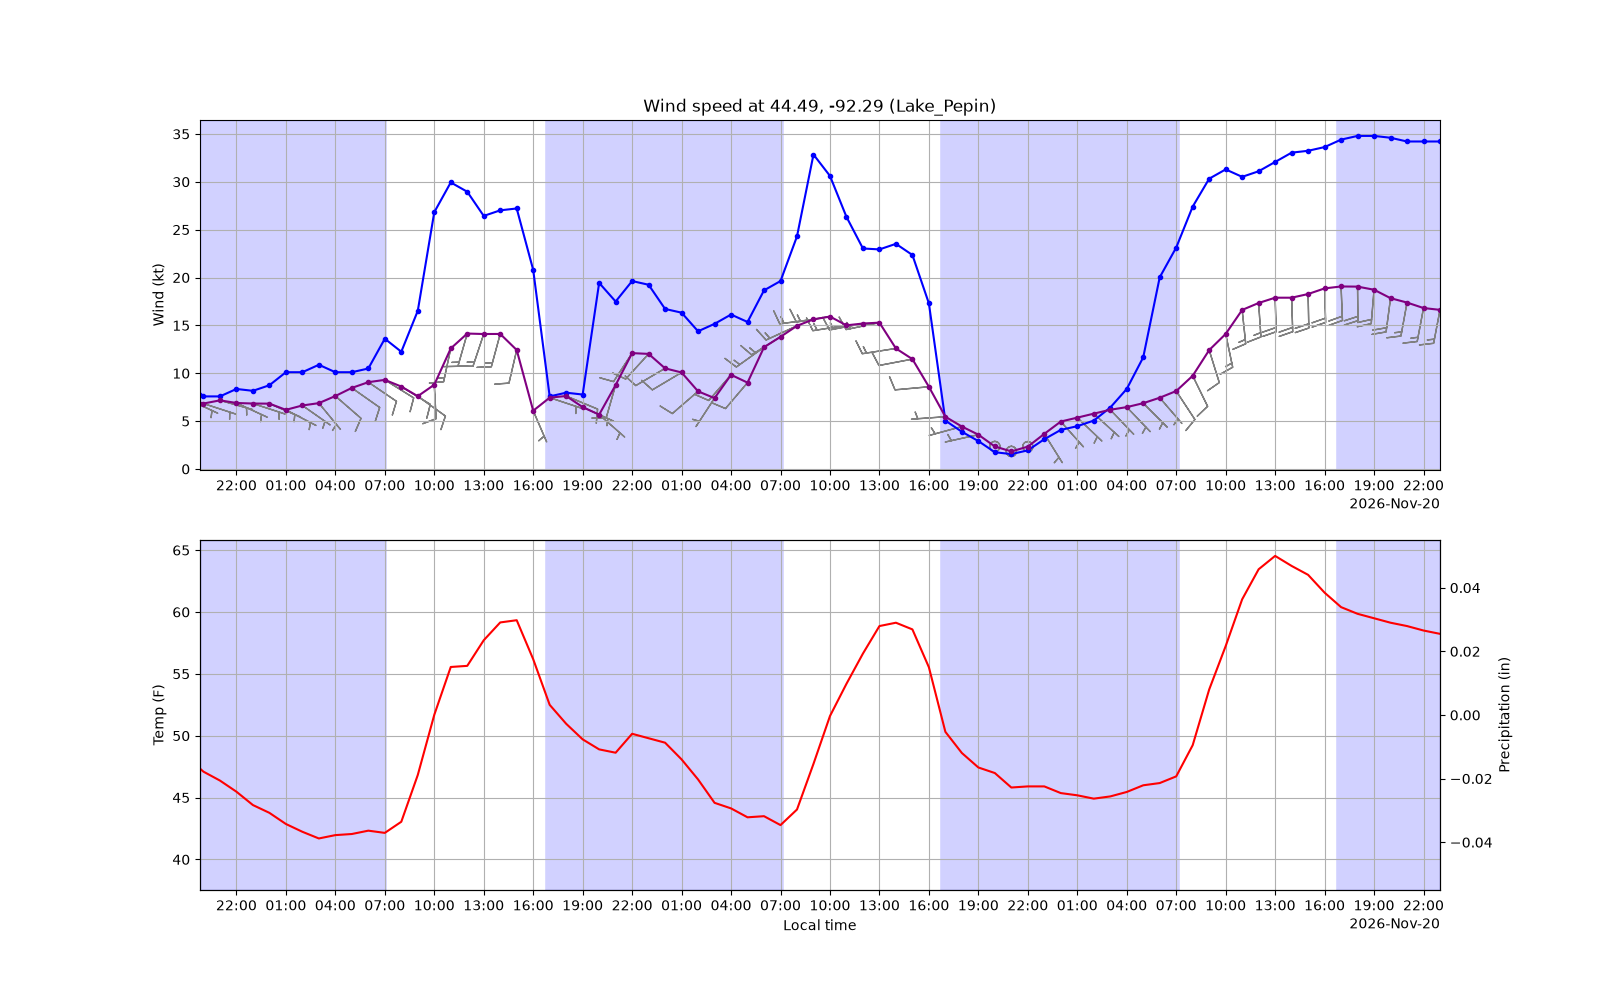 Wind speed at 44.49, -92.29 (Lake_Pepin)
35
30
25
20
15
10
5
0
Wind (kt)
22:00 01:00 04:00 07:00 10:00 13:00 16:00 19:00 22:00 01:00 04:00 07:00 10:00 13:00 16:00 19:00 22:00 01:00 04:00 07:00 10:00 13:00 16:00 19:00 22:00
2026-Nov-20
65
60
55
50
45
40
Temp (F)
0.04
0.02
0.00
−0.02
−0.04
Precipitation (in)
22:00 01:00 04:00 07:00 10:00 13:00 16:00 19:00 22:00 01:00 04:00 07:00 10:00 13:00 16:00 19:00 22:00 01:00 04:00 07:00 10:00 13:00 16:00 19:00 22:00
Local time
2026-Nov-20